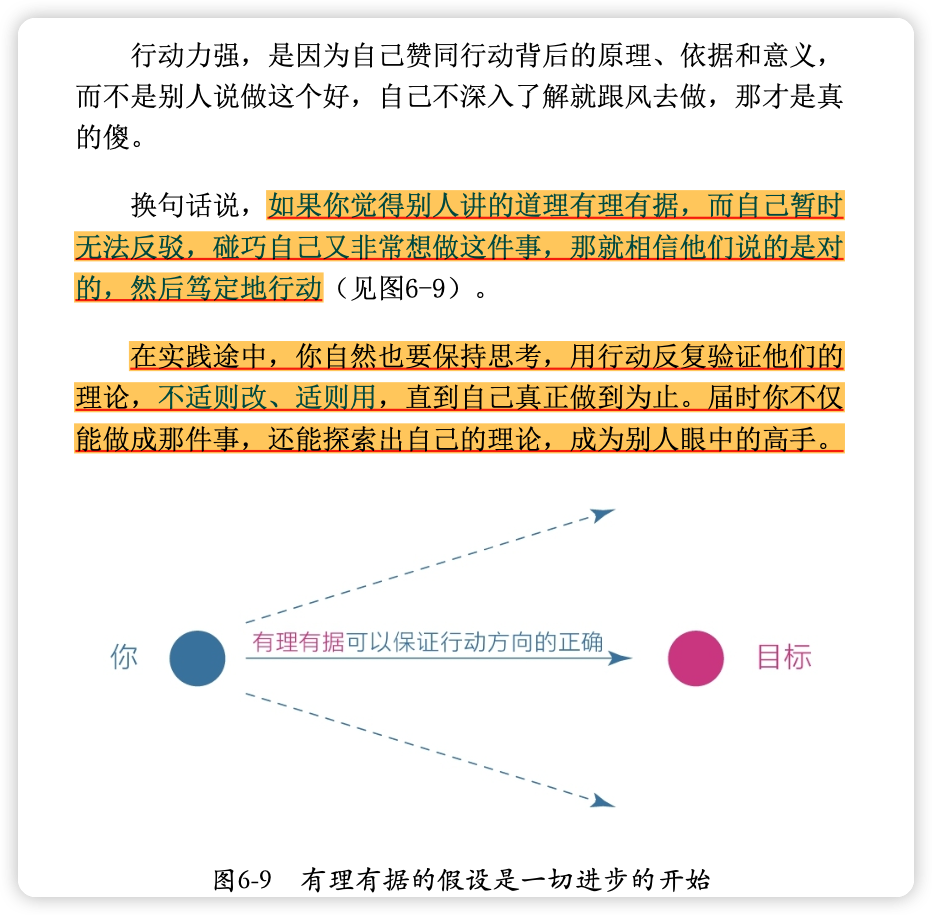 行动力强，是因为自己赞同行动背后的原理、依据和意义，
而不是别人说做这个好，自己不深入了解就跟风去做，那才是真
的傻。
换句话说，如果你觉得别人讲的道理有理有据，而自己暂时
无法反驳，碰巧自己又非常想做这件事，那就相信他们说的是对
的，然后笃定地行动（见图6-9）。
在实践途中，你自然也要保持思考，用行动反复验证他们的
理论，不适则改、适则用，直到自己真正做到为止。届时你不仅
能做成那件事，还能探索出自己的理论，成为别人眼中的高手。
有理有据可以保证行动方向的正确
你
目标
图6-9 有理有据的假设是一切进步的开始